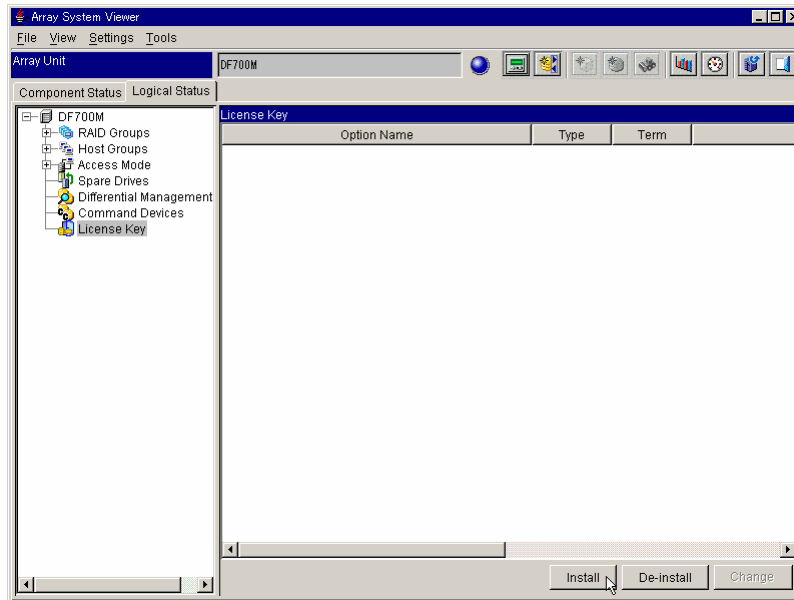 Array System Viewer
File View Settings Tools
Array Unit
DF700M
Component Status Logical Status
DF700M
RAID Groups
Host Groups
Access Mode
Spare Drives
Differential Management
Command Devices
License Key
License Key
Option Name Type Term
Install De-install Change